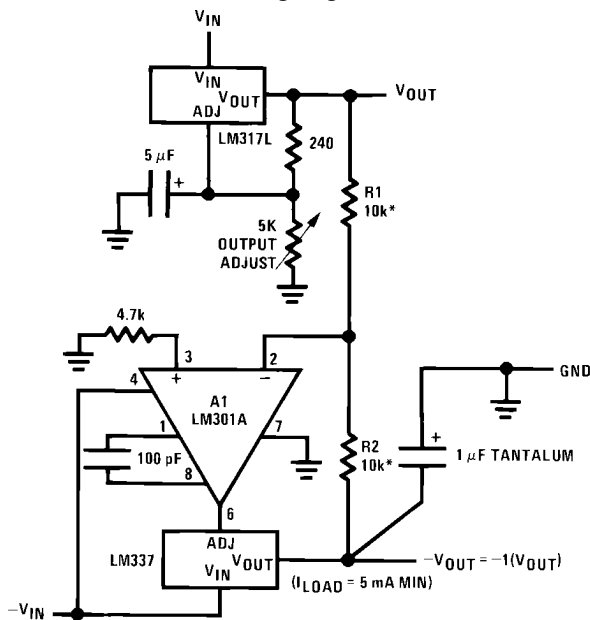 VIN
VIN
VOUT
ADJ
LM317L
VOUT
240
5 μF
+
R1
10k*
5K
OUTPUT
ADJUST
4.7k
3
2
4
+
−
A1
LM301A
1
7
100 pF
8
6
R2
10k*
GND
+
1 μF TANTALUM
ADJ
LM337
VOUT
VIN
−VOUT = −1(VOUT)
(ILOAD = 5 mA MIN)
−VIN